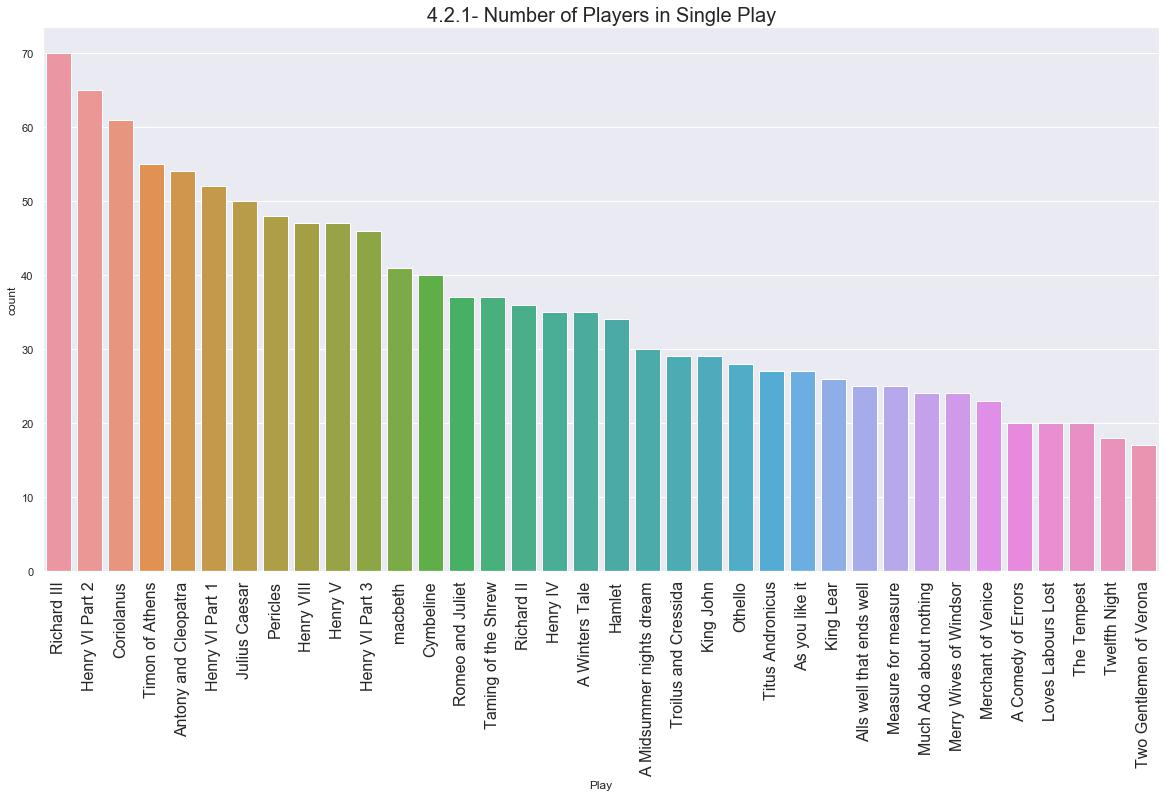 4.2.1- Number of Players in Single Play
70
60
50
40
30
20
10
0
count
Richard III
Henry VI Part 2
Coriolanus
Timon of Athens
Antony and Cleopatra
Henry VI Part 1
Julius Caesar
Pericles
Henry VIII
Henry V
Henry VI Part 3
macbeth
Cymbeline
Romeo and Juliet
Taming of the Shrew
Richard II
Henry IV
A Winters Tale
Hamlet
A Midsummer nights dream
Troilus and Cressida
King John
Othello
Titus Andronicus
As you like it
King Lear
Alls well that ends well
Measure for measure
Much Ado about nothing
Merry Wives of Windsor
Merchant of Venice
A Comedy of Errors
Loves Labours Lost
The Tempest
Twelfth Night
Two Gentlemen of Verona
Play